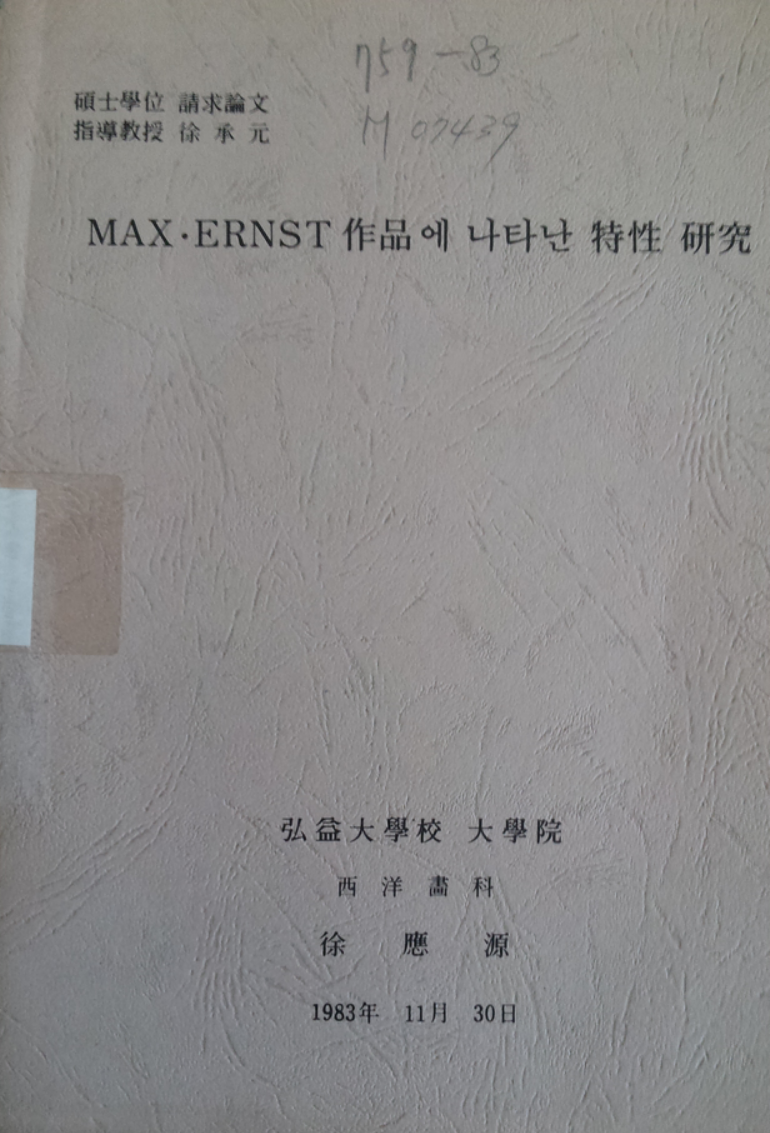 759-83
碩士學位 請求論文
M 07439
指導教授 徐承元
MAX·ERNST 作品에 나타난 特性 研究
弘益大學校 大學院
西洋畵科
徐應源
1983年 11月 30日